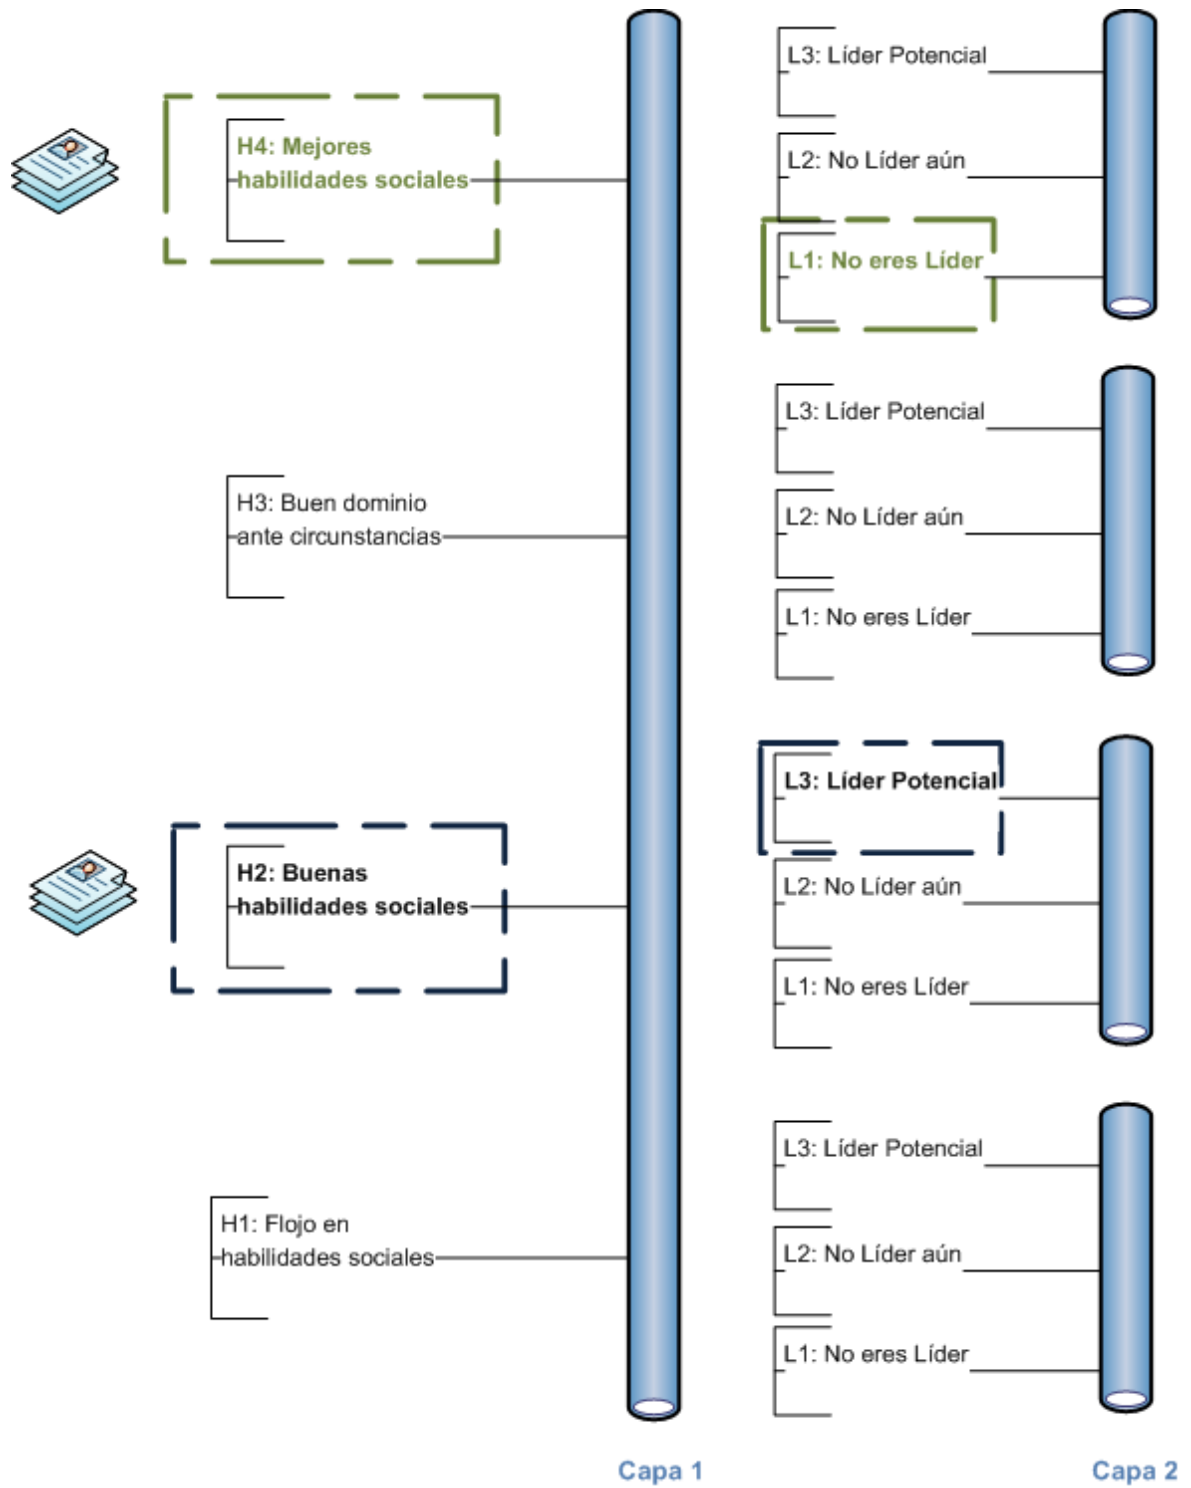 L3: Líder Potencial
H4: Mejores
habilidades sociales
L2: No Líder aún
L1: No eres Líder
L3: Líder Potencial
H3: Buen dominio
ante circunstancias
L2: No Líder aún
L1: No eres Líder
L3: Líder Potencial
H2: Buenas
habilidades sociales
L2: No Líder aún
L1: No eres Líder
L3: Líder Potencial
H1: Flojo en
habilidades sociales
L2: No Líder aún
L1: No eres Líder
Capa 1
Capa 2